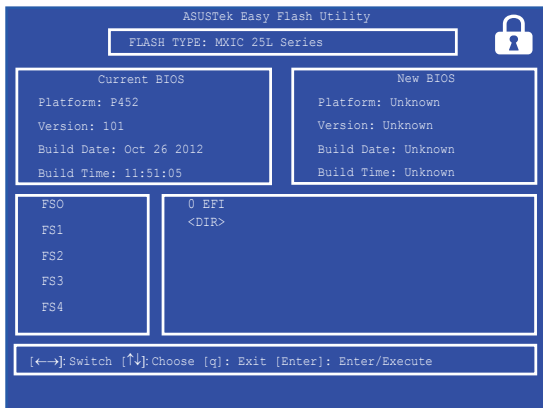 ASUSTek Easy Flash Utility
FLASH TYPE: MXIC 25L Series
Current BIOS
Platform: P452
Version: 101
Build Date: Oct 26 2012
Build Time: 11:51:05
New BIOS
Platform: Unknown
Version: Unknown
Build Date: Unknown
Build Time: Unknown
FSO
FS1
FS2
FS3
FS4
0 EFI
<DIR>
[←→]: Switch [↑↓]: Choose [q]: Exit [Enter]: Enter/Execute